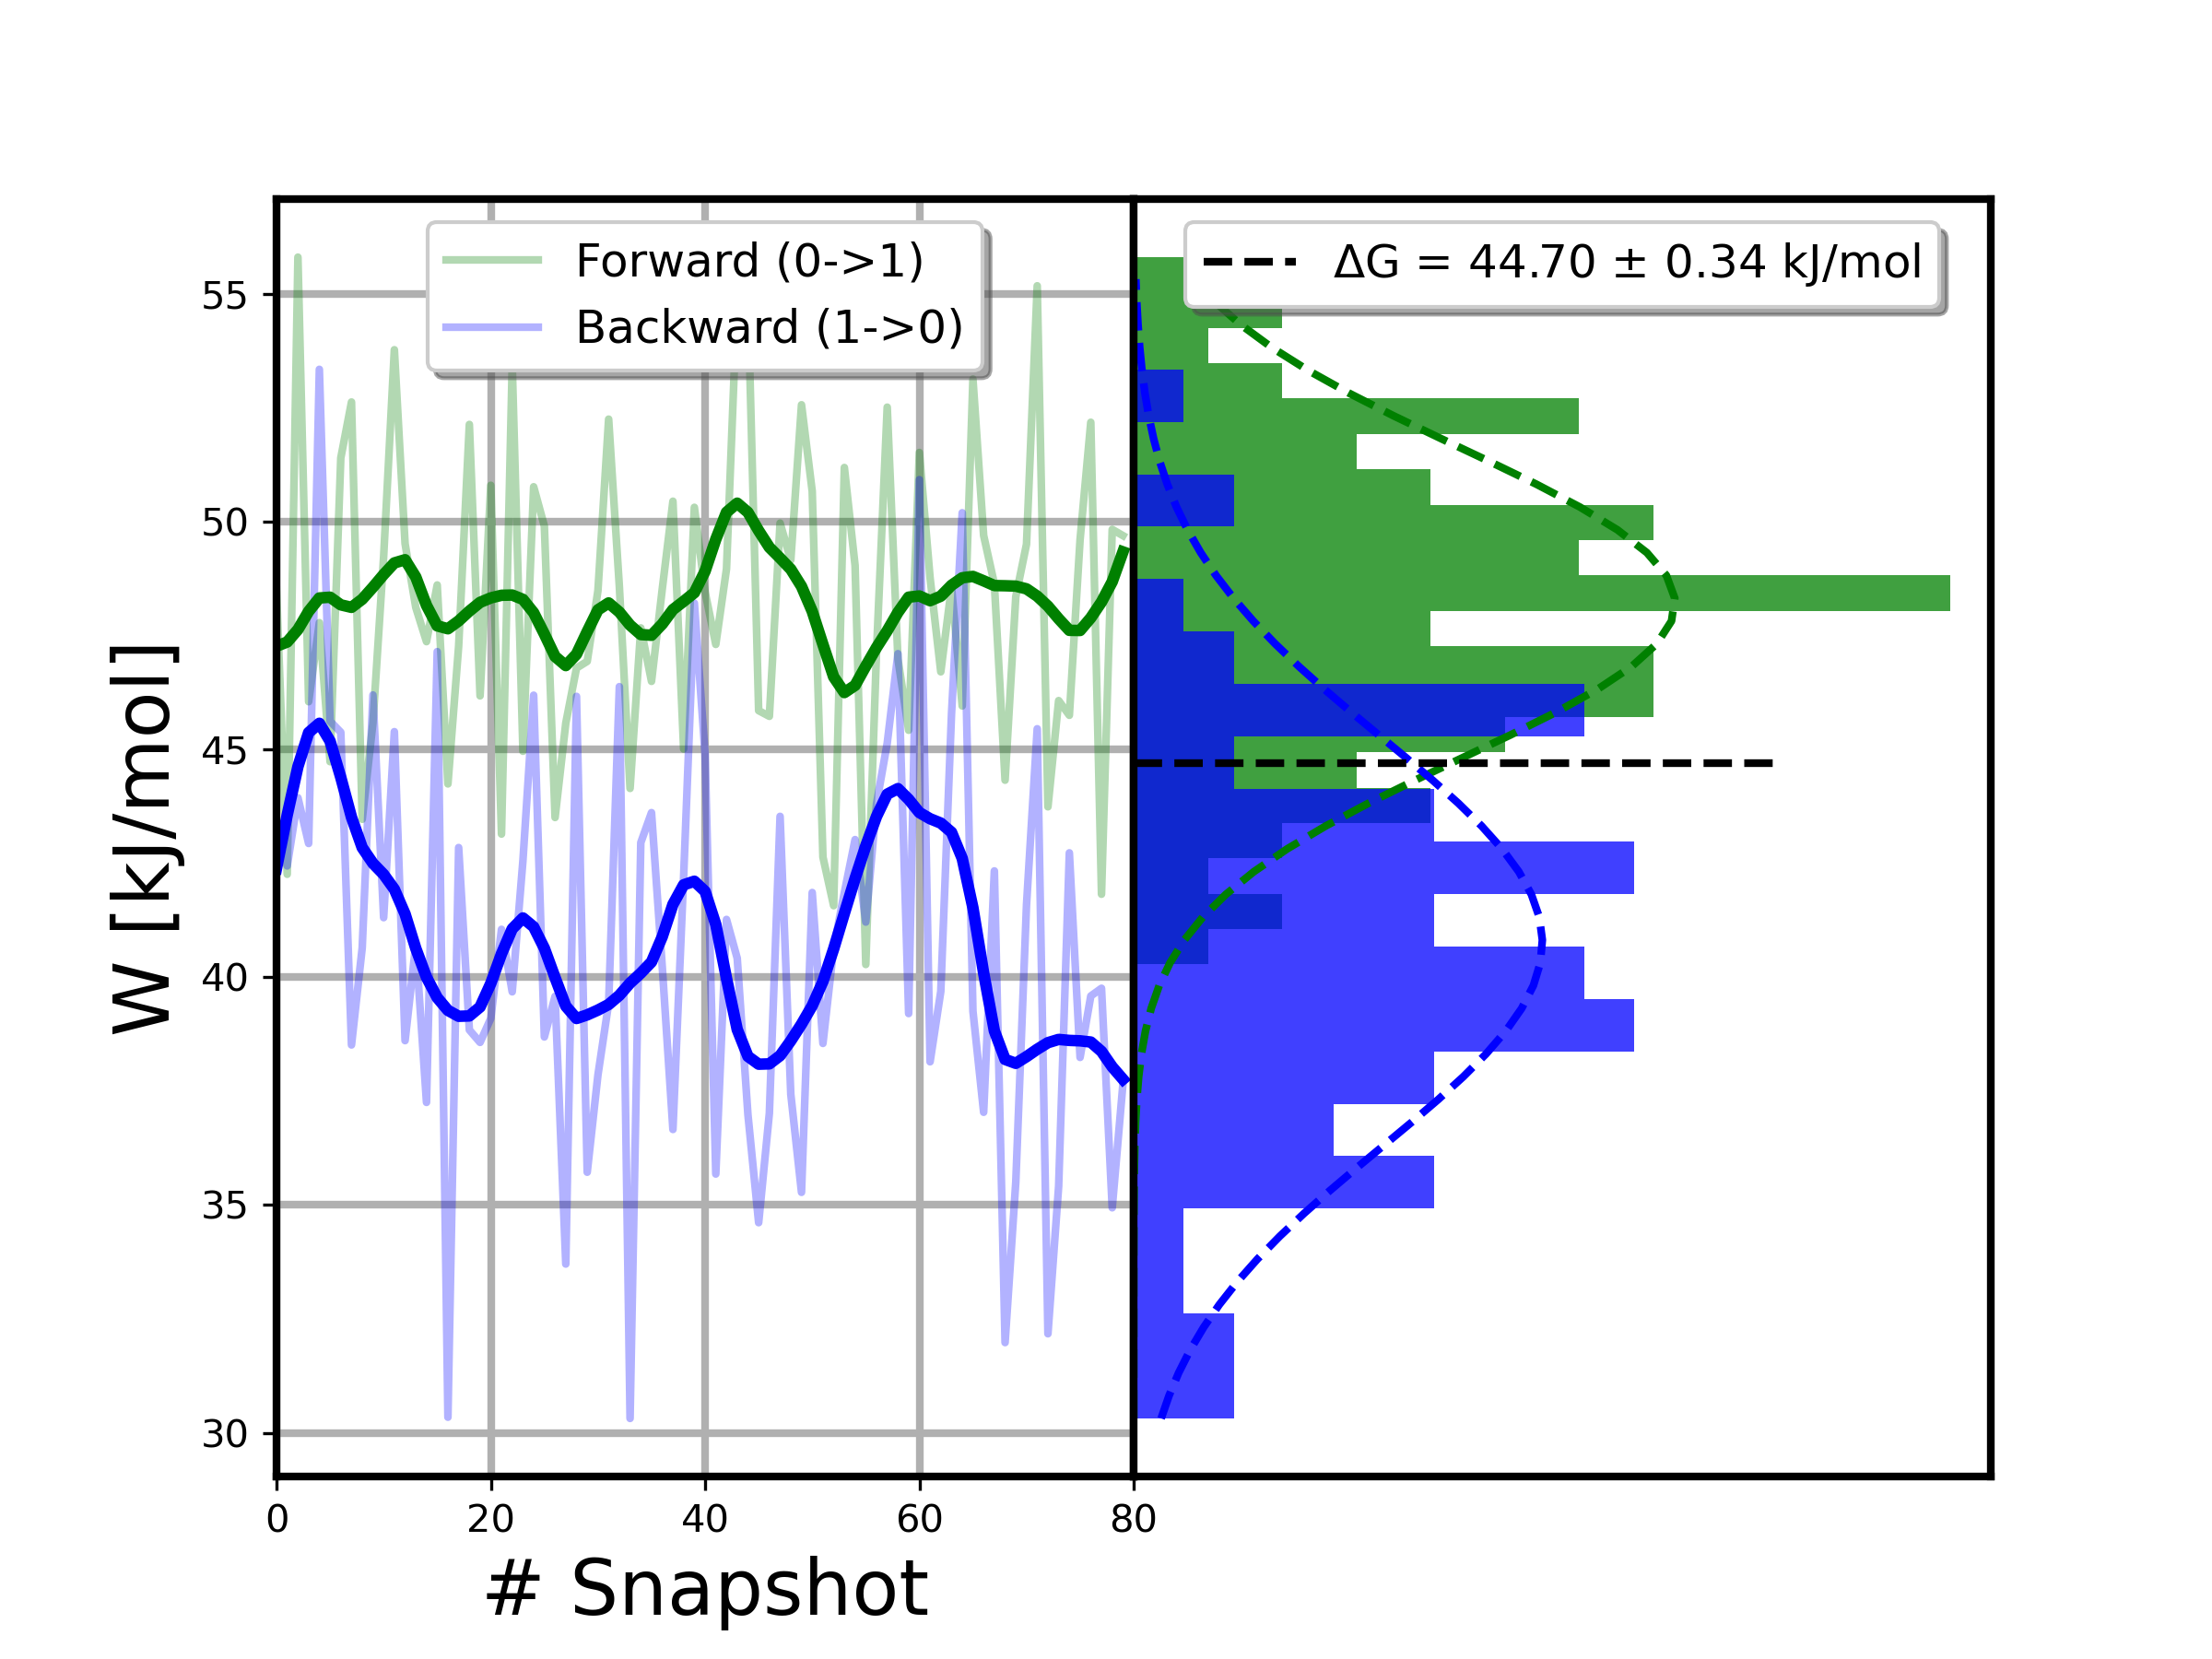 Forward (0->1)
Backward (1->0)
ΔG = 44.70 ± 0.34 kJ/mol
W [kJ/mol]
55
50
45
40
35
30
0 20 40 60 80
# Snapshot